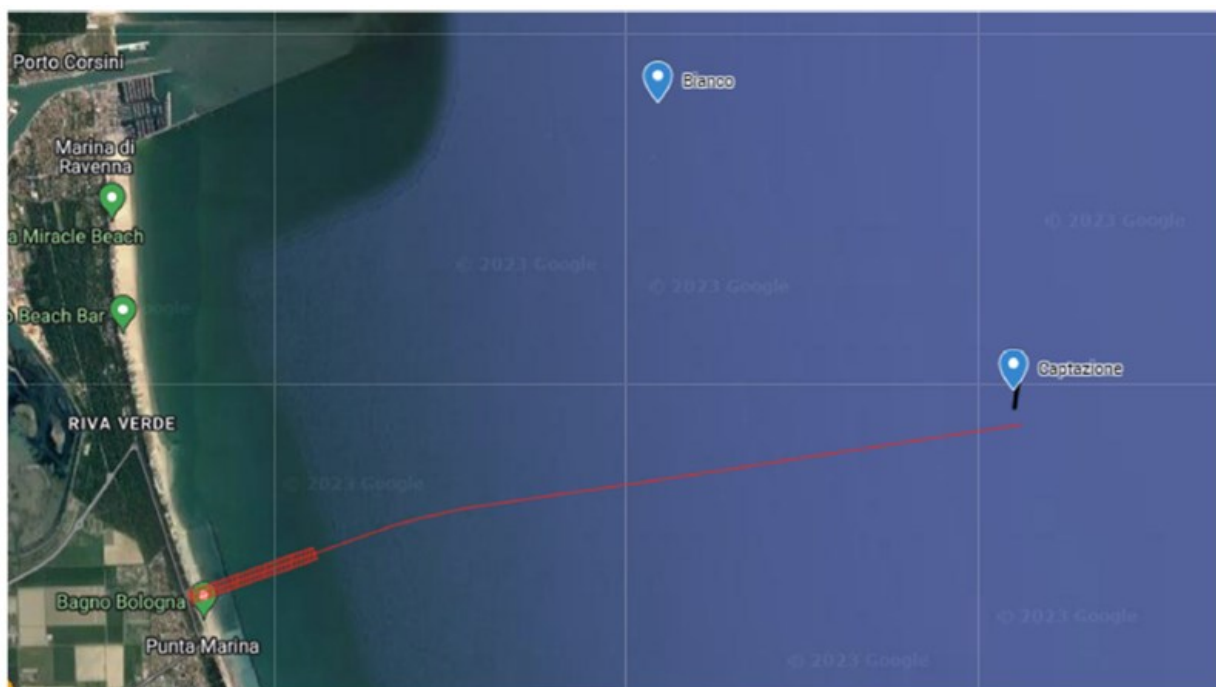 Porto Corsini
Bianco
Marina di
Ravenna
© 2023 Google
a Miracle Beach
© 2023 Google
© 2023 Google
o Beach Bar
Google
Captazione
RIVA VERDE
© 2023 Google
Bagno Bologna
© 2023 Google
Punta Marina
© 2023 Google